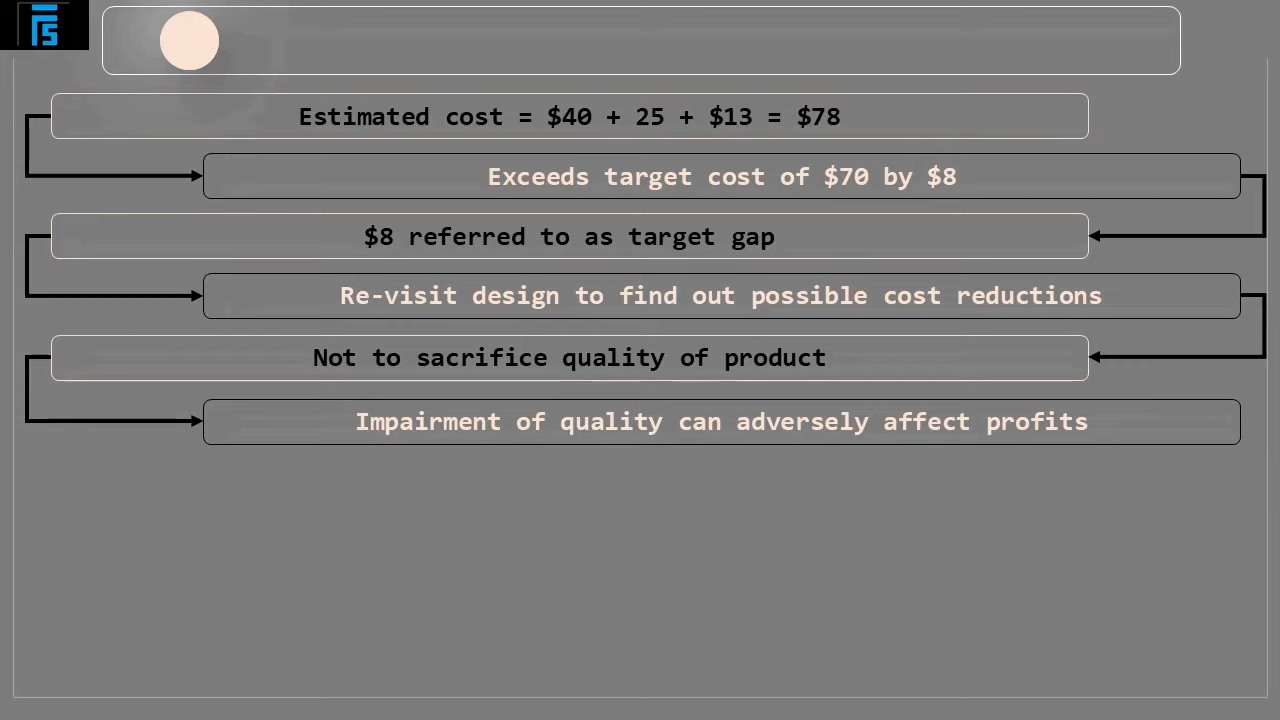 Estimated cost = $40 + 25 + $13 = $78
Exceeds target cost of $70 by $8
$8 referred to as target gap
Re-visit design to find out possible cost reductions
Not to sacrifice quality of product
Impairment of quality can adversely affect profits